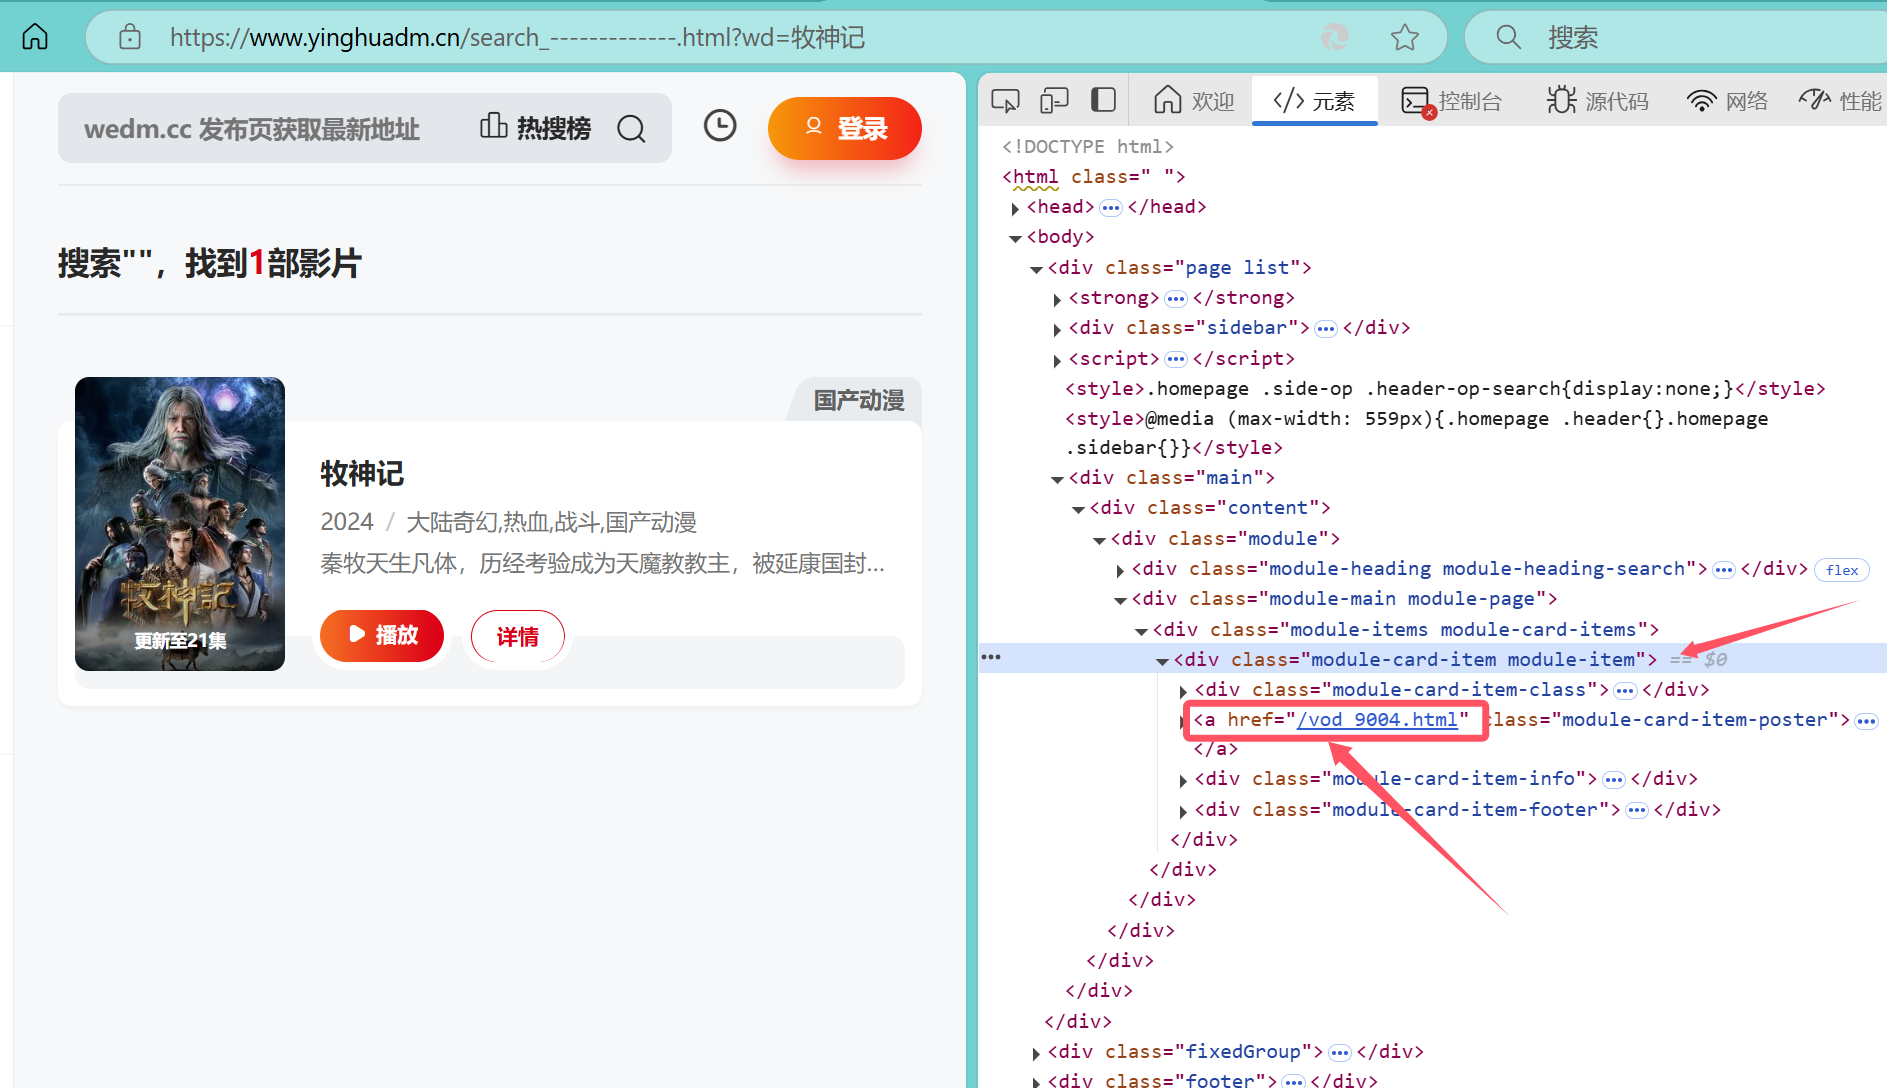 https://www.yinghuadm.cn/search_-------------.html?wd=牧神记
搜索
wedm.cc 发布页获取最新地址
热搜榜
登录
搜索""，找到1部影片
国产动漫
牧神记
2024 / 大陆奇幻,热血,战斗,国产动漫
秦牧天生凡体，历经考验成为天魔教教主，被延康国封...
牧神記
更新至21集
播放
详情
欢迎
</> 元素
控制台
源代码
网络
性能
<!DOCTYPE html>
<html class=" ">
<head>•••</head>
<body>
<div class="page list">
<strong>•••</strong>
<div class="sidebar">•••</div>
<script>•••</script>
<style>.homepage .side-op .header-op-search{display:none;}</style>
<style>@media (max-width: 559px){.homepage .header{}.homepage
.sidebar{}}</style>
<div class="main">
<div class="content">
<div class="module">
<div class="module-heading module-heading-search">•••</div> flex
<div class="module-main module-page">
<div class="module-items module-card-items">
••• <div class="module-card-item module-item"> == $0
<div class="module-card-item-class">•••</div>
<a href="/vod_9004.html" class="module-card-item-poster">•••
</a>
<div class="module-card-item-info">•••</div>
<div class="module-card-item-footer">•••</div>
</div>
</div>
</div>
</div>
</div>
</div>
</div>
<div class="fixedGroup">•••</div>
<div class="footer">•••</div>